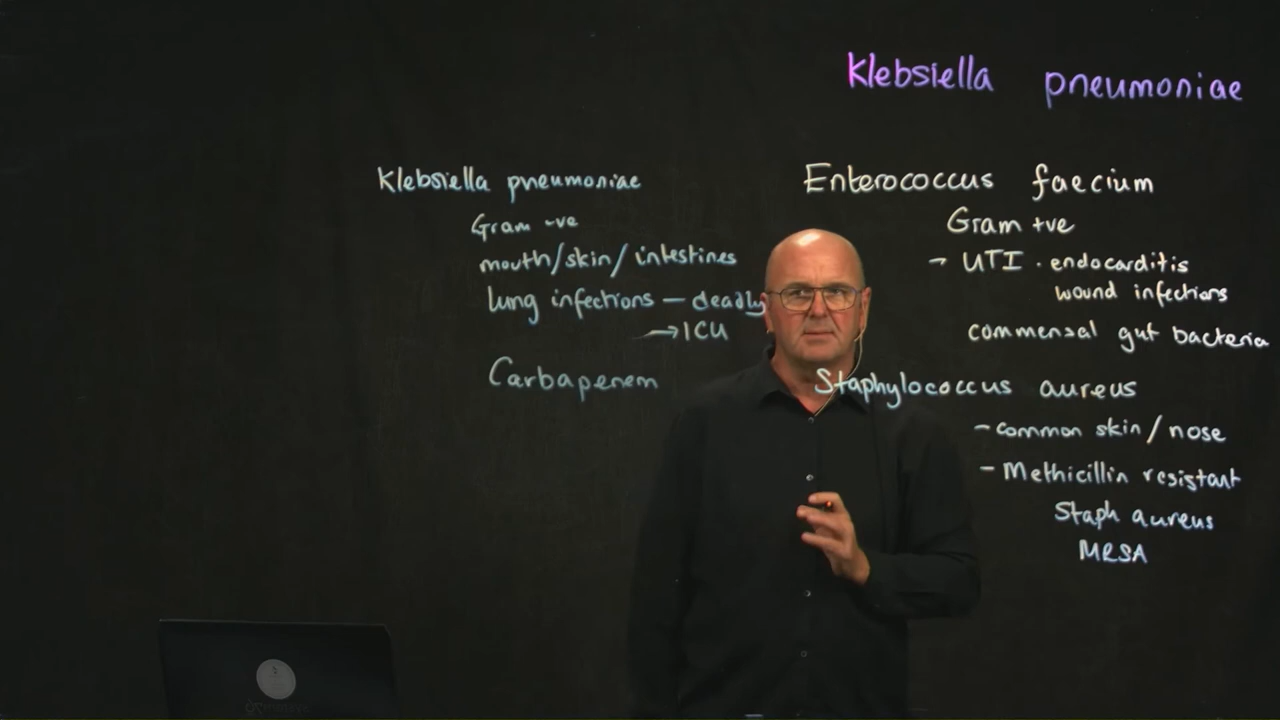 Klebsiella pneumoniae
Klebsiella pneumoniae
Gram -ve
mouth/skin/intestines
lung infections — deadly
→ICU
Carbapenem
Enterococcus faecium
Gram +ve
- UTI · endocarditis
wound infections
commensal gut bacteria
Staphylococcus aureus
- common skin/nose
- Methicillin resistant
Staph aureus
MRSA